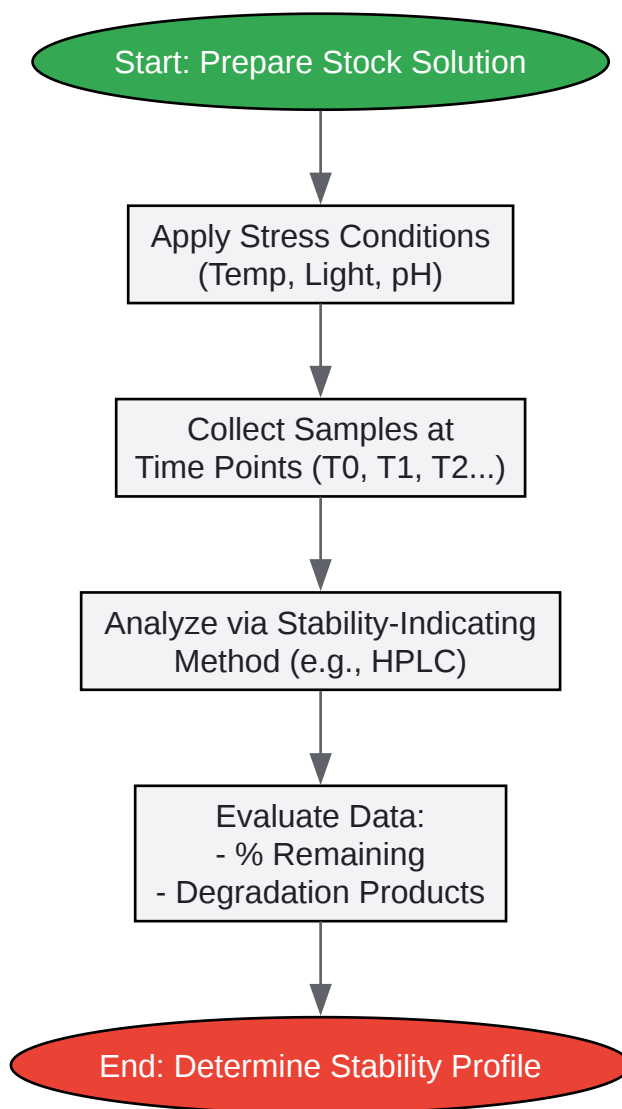 Start: Prepare Stock Solution
Apply Stress Conditions
(Temp, Light, pH)
Collect Samples at
Time Points (T0, T1, T2...)
Analyze via Stability-Indicating
Method (e.g., HPLC)
Evaluate Data:
- % Remaining
- Degradation Products
End: Determine Stability Profile